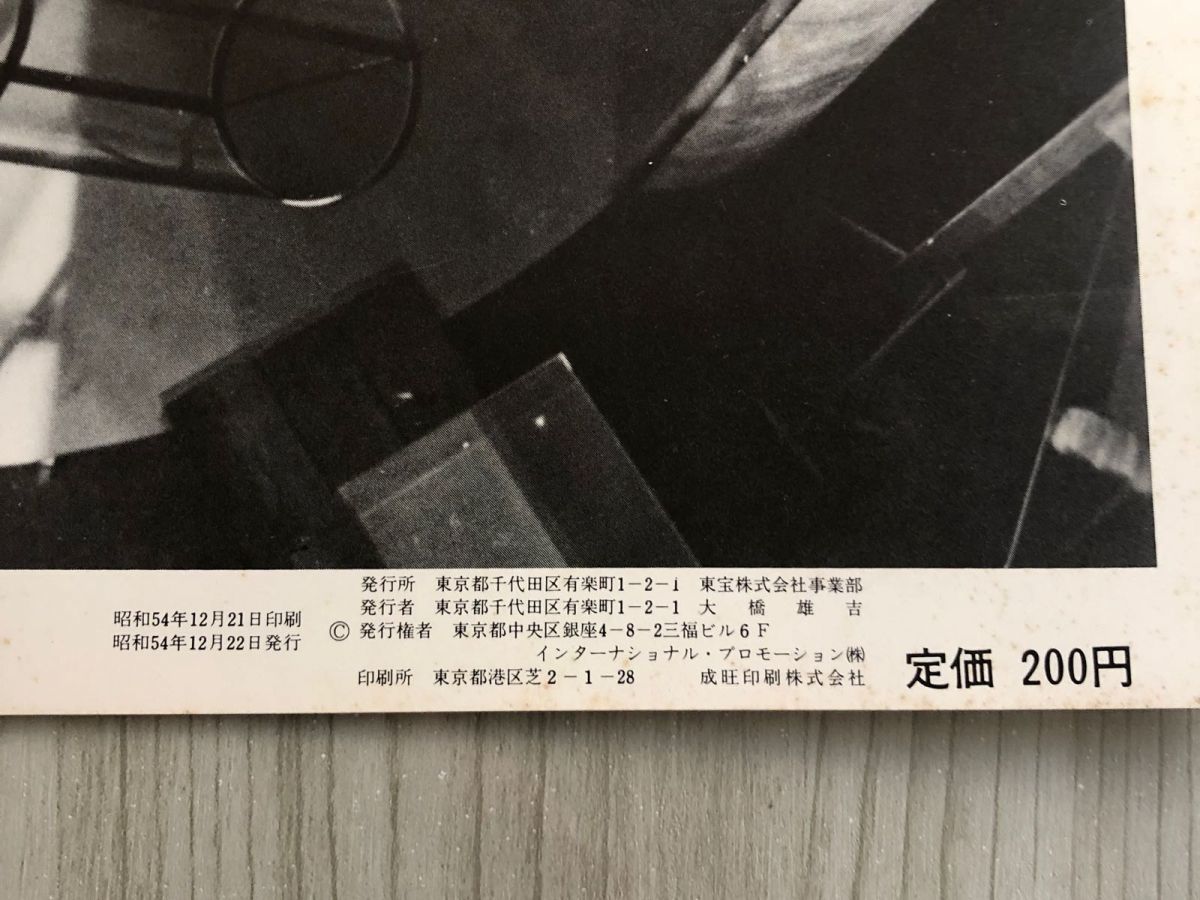 昭和54年12月21日印刷
昭和54年12月22日発行
発行所 東京都千代田区有楽町1-2-1 東宝株式会社事業部
発行者 東京都千代田区有楽町1-2-1 大橋雄吉
©発行権者 東京都中央区銀座4-8-2三福ビル6F
インターナショナル・プロモーション㈱
印刷所 東京都港区芝2-1-28 成旺印刷株式会社
定価 200円